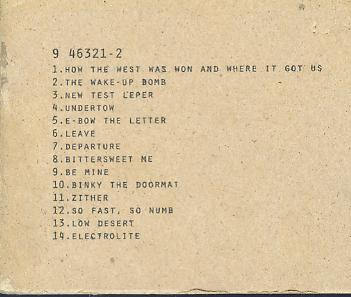 9 46321-2
1.HOW THE WEST WAS WON AND WHERE IT GOT US
2.THE WAKE-UP BOMB
3.NEW TEST LEPER
4.UNDERTOW
5.E-BOW THE LETTER
6.LEAVE
7.DEPARTURE
8.BITTERSWEET ME
9.BE MINE
10.BINKY THE DOORMAT
11.ZITHER
12.SO FAST, SO NUMB
13.LOW DESERT
14.ELECTROLITE